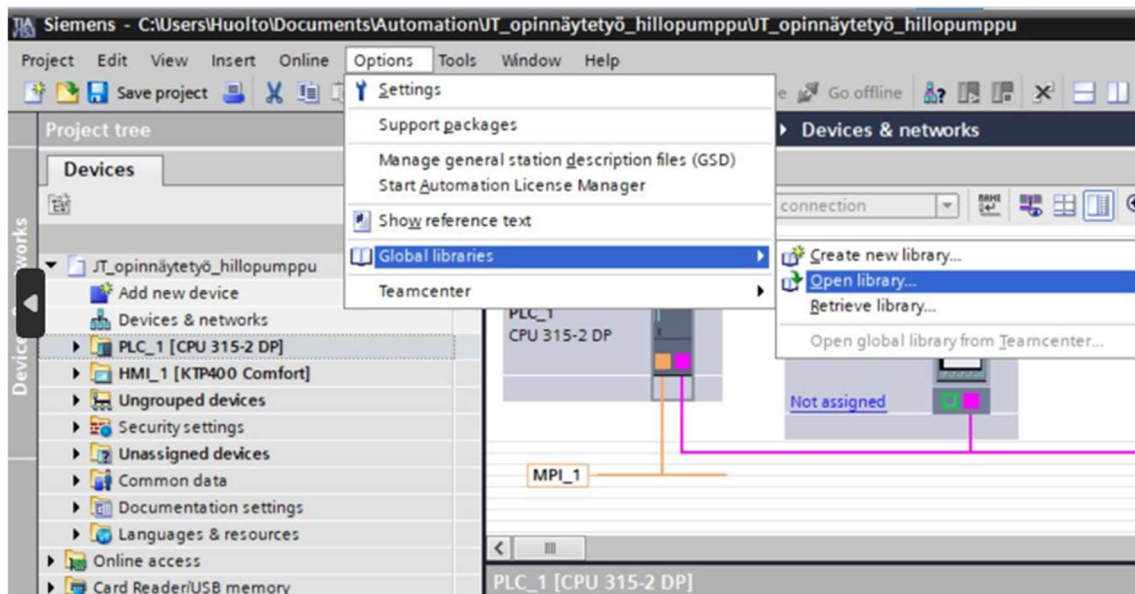 Siemens - C:\Users\Huolto\Documents\Automation\JT_opinnäytetyö_hillopumppu\JT_opinnäytetyö_hillopumppu
Project Edit View Insert Online Options Tools Window Help
Save project
Go offline
Settings
Support packages
Manage general station description files (GSD)
Start Automation License Manager
Show reference text
Global libraries
Teamcenter
Create new library...
Open library...
Retrieve library...
Open global library from Teamcenter...
Project tree
Devices
JT_opinnäytetyö_hillopumppu
Add new device
Devices & networks
PLC_1 [CPU 315-2 DP]
HMI_1 [KTP400 Comfort]
Ungrouped devices
Security settings
Unassigned devices
Common data
Documentation settings
Languages & resources
Online access
Card Reader/USB memory
Devices & networks
connection
PLC_1
CPU 315-2 DP
Not assigned
MPI_1
PLC_1 [CPU 315-2 DP]